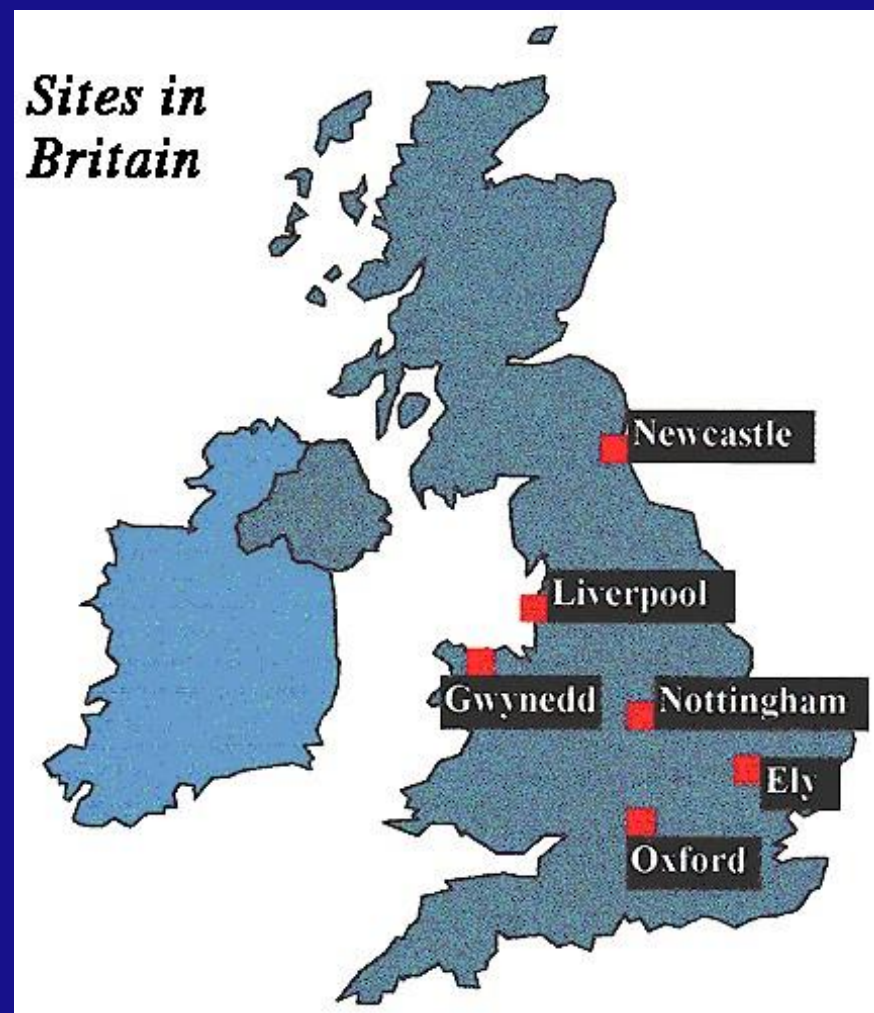 Sites in
Britain
Newcastle
Liverpool
Gwynedd
Nottingham
Ely
Oxford